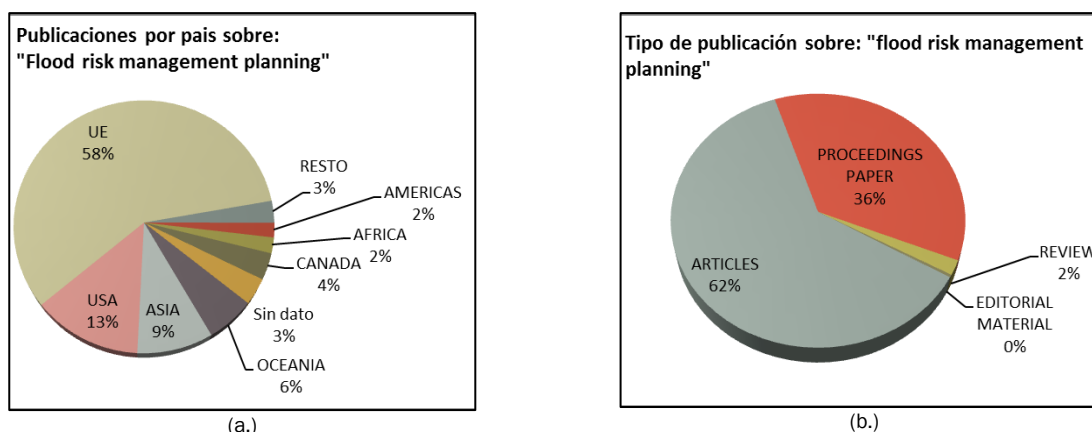 Publicaciones por pais sobre:
"Flood risk management planning"
UE
58%
RESTO
3%
AMERICAS
2%
AFRICA
2%
CANADA
4%
Sin dato
3%
OCEANIA
6%
ASIA
9%
USA
13%
(a.)
Tipo de publicación sobre: "flood risk management
planning"
PROCEEDINGS
PAPER
36%
REVIEW
2%
EDITORIAL
MATERIAL
0%
ARTICLES
62%
(b.)